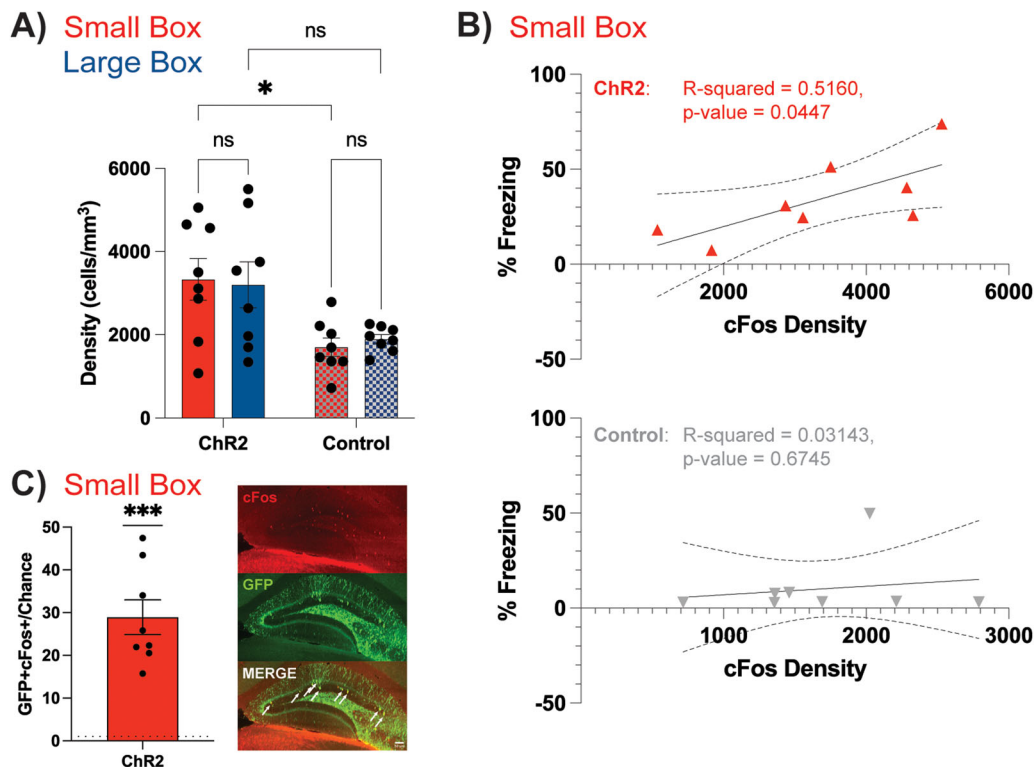 A) Small Box
Large Box
ns
*
ns
ns
Density (cells/mm³)
6000
4000
2000
0
ChR2
Control
B) Small Box
ChR2: R-squared = 0.5160,
p-value = 0.0447
% Freezing
100
50
0
-50
2000
4000
6000
cFos Density
Control: R-squared = 0.03143,
p-value = 0.6745
% Freezing
100
50
0
-50
1000
2000
3000
cFos Density
C) Small Box
***
GFP+cFos+/Chance
50
40
30
20
10
0
ChR2
cFos
GFP
MERGE